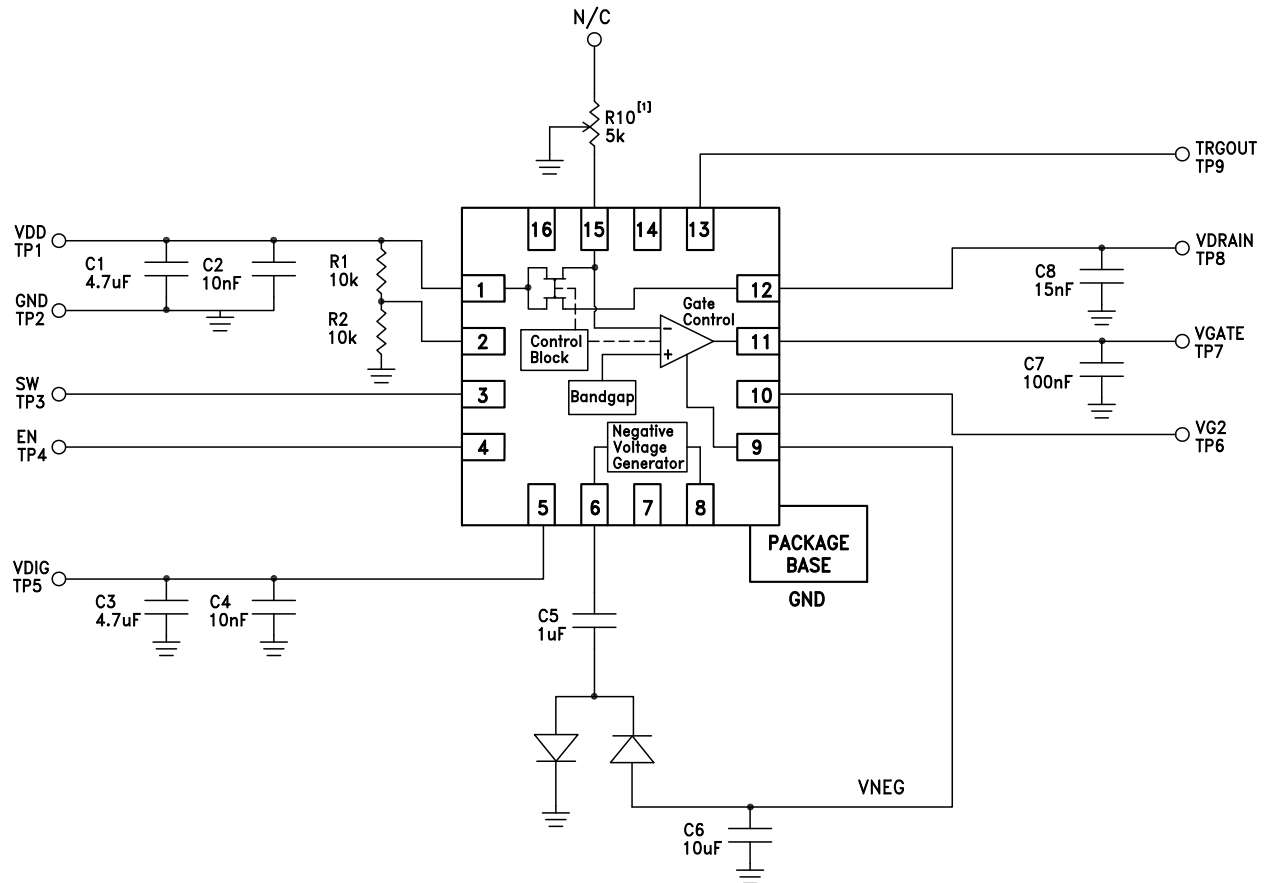 N/C
R10[1]
5k
TRGOUT
TP9
16
15
14
13
VDD
TP1
C1
4.7uF
C2
10nF
R1
10k
VDRAIN
TP8
C8
15nF
1
12
GND
TP2
R2
10k
Gate
Control
2
Control
Block
11
VGATE
TP7
C7
100nF
SW
TP3
3
Bandgap
10
EN
TP4
4
Negative
Voltage
Generator
9
VG2
TP6
5
6
7
8
PACKAGE
BASE
GND
VDIG
TP5
C3
4.7uF
C4
10nF
C5
1uF
VNEG
C6
10uF
−
+